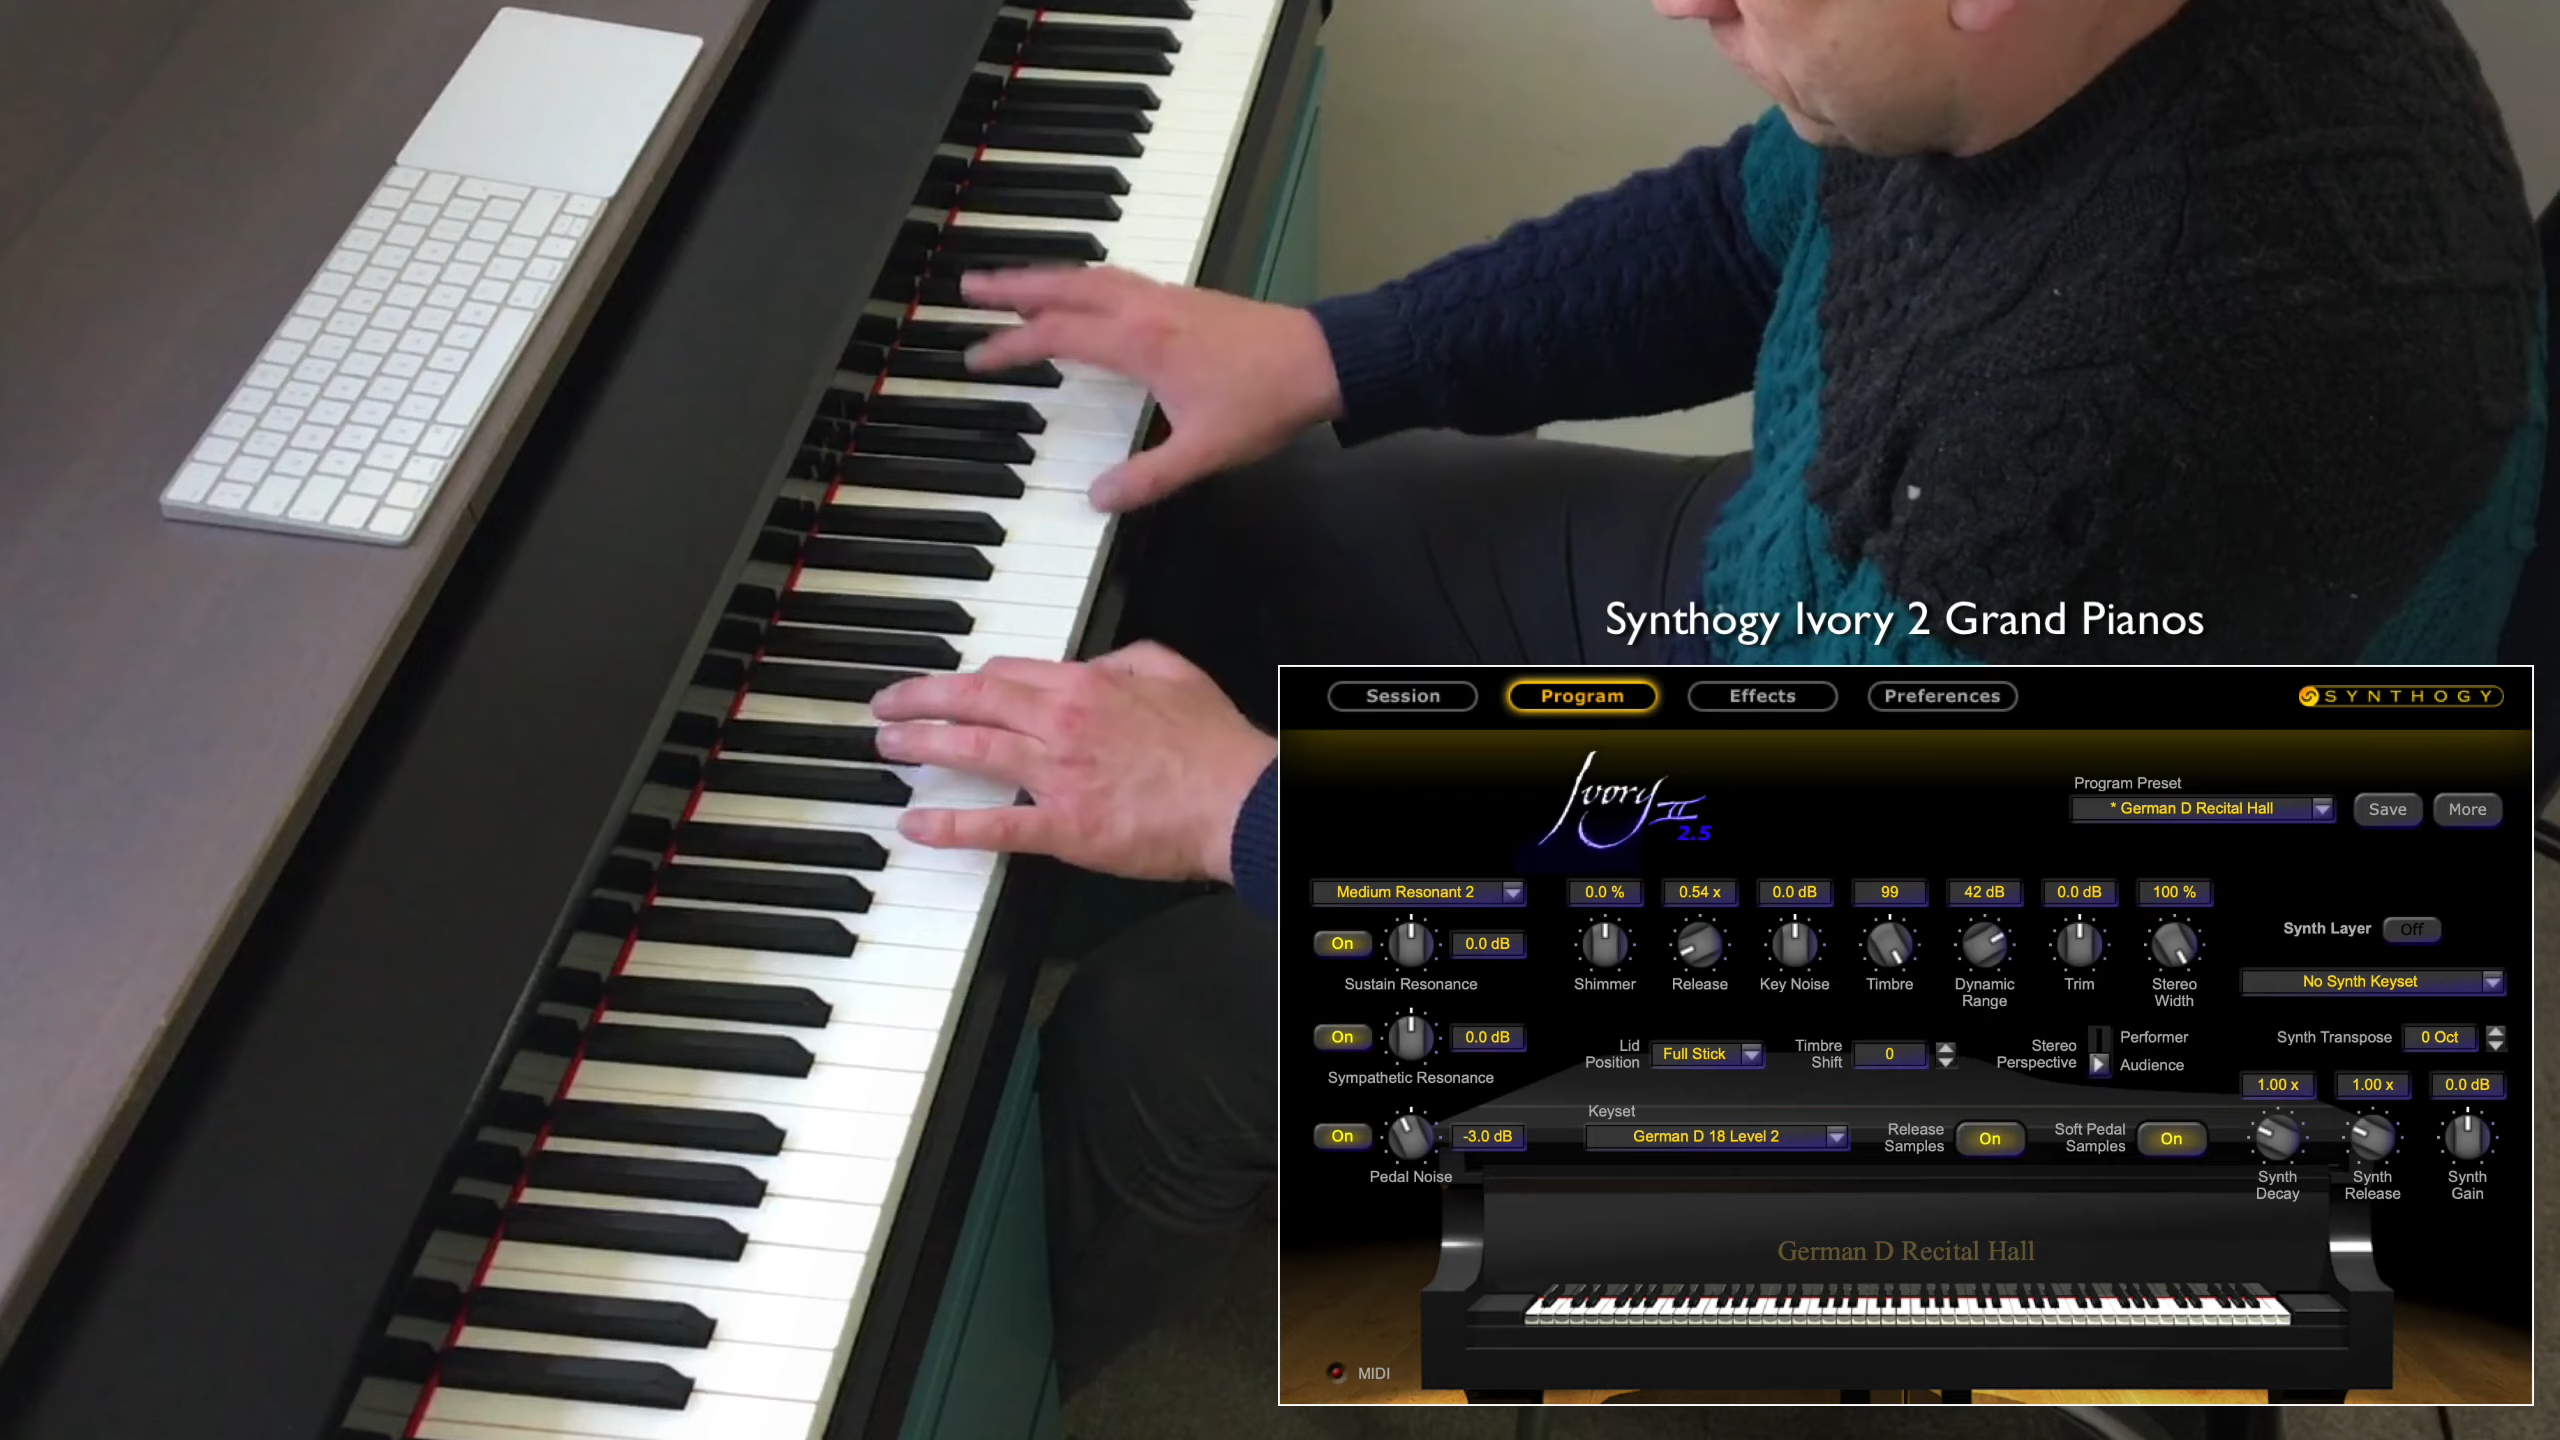 Synthogy Ivory 2 Grand Pianos
Session
Program
Effects
Preferences
SYNTHOGY
Ivory II
2.5
Program Preset
* German D Recital Hall
Save
More
Medium Resonant 2
0.0 %
0.54 x
0.0 dB
99
42 dB
0.0 dB
100 %
On
0.0 dB
Sustain Resonance
Shimmer
Release
Key Noise
Timbre
Dynamic
Range
Trim
Stereo
Width
Synth Layer
Off
No Synth Keyset
On
0.0 dB
Sympathetic Resonance
Lid
Position
Full Stick
Timbre
Shift
0
Stereo
Perspective
Performer
Audience
Synth Transpose
0 Oct
1.00 x
1.00 x
0.0 dB
On
-3.0 dB
Pedal Noise
Keyset
German D 18 Level 2
Release
Samples
On
Soft Pedal
Samples
On
Synth
Decay
Synth
Release
Synth
Gain
German D Recital Hall
MIDI